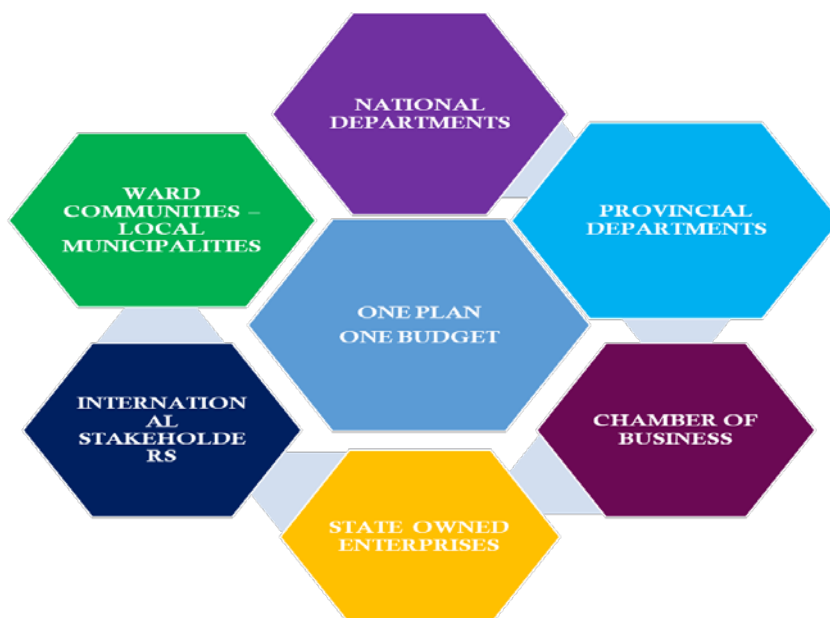 NATIONAL
DEPARTMENTS
WARD
COMMUNITIES –
LOCAL
MUNICIPALITIES
PROVINCIAL
DEPARTMENTS
ONE PLAN
ONE BUDGET
INTERNATION
AL
STAKEHOLDE
RS
CHAMBER OF
BUSINESS
STATE OWNED
ENTERPRISES